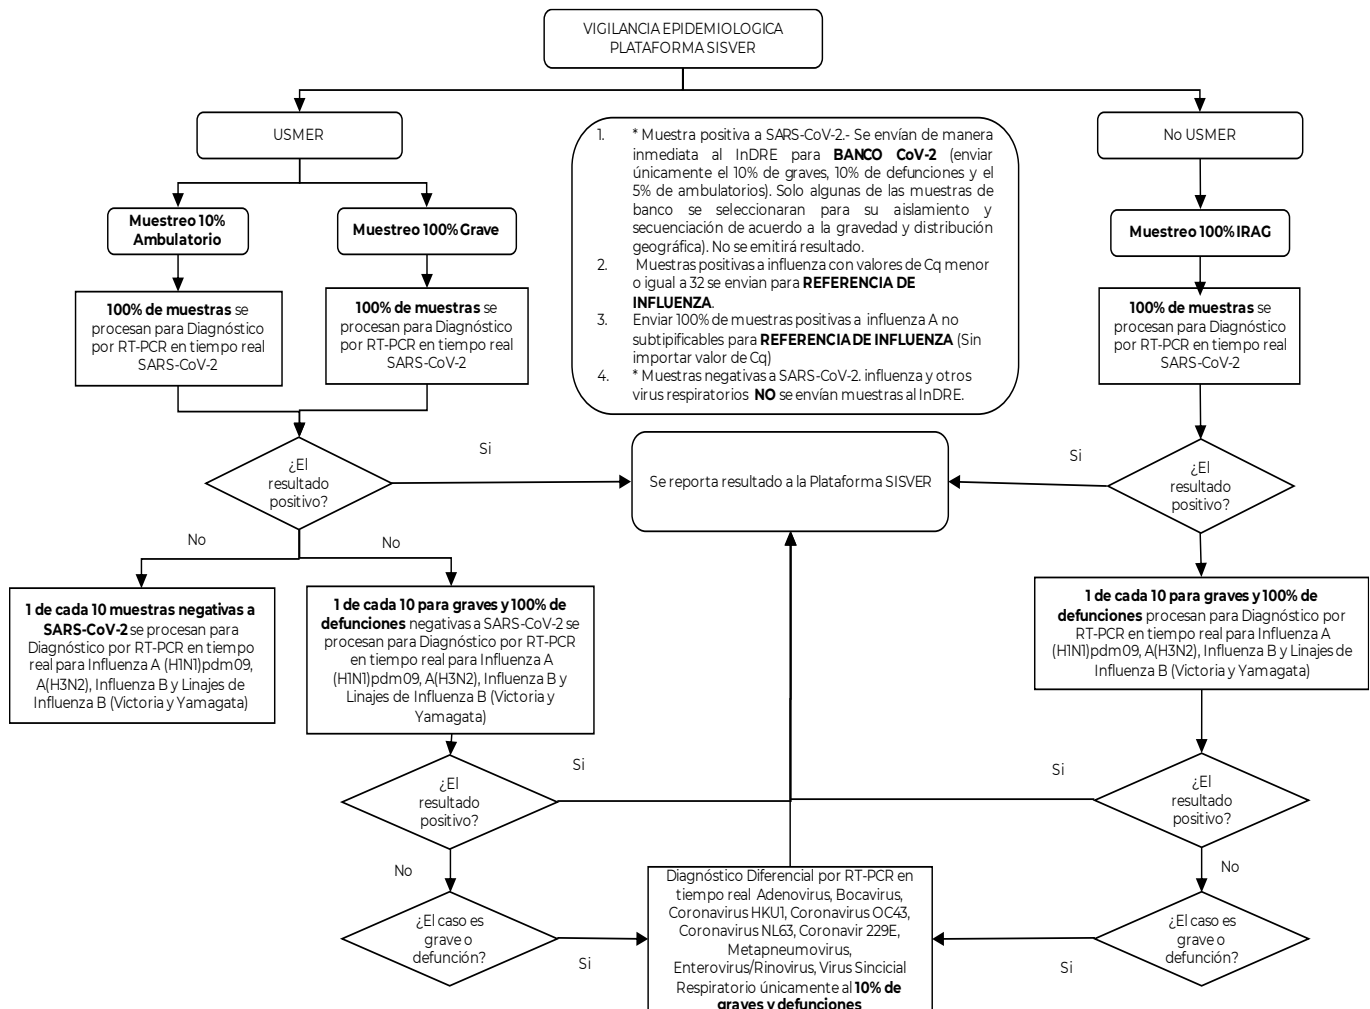 VIGILANCIA EPIDEMIOLOGICA
PLATAFORMA SISVER
USMER
No USMER
1. * Muestra positiva a SARS-CoV-2.- Se envían de manera
inmediata al InDRE para BANCO CoV-2 (enviar
únicamente el 10% de graves, 10% de defunciones y el
5% de ambulatorios). Solo algunas de las muestras de
banco se seleccionaran para su aislamiento y
secuenciación de acuerdo a la gravedad y distribución
geográfica). No se emitirá resultado.
2. Muestras positivas a influenza con valores de Cq menor
o igual a 32 se envian para REFERENCIA DE
INFLUENZA.
3. Enviar 100% de muestras positivas a influenza A no
subtipificables para REFERENCIA DE INFLUENZA (Sin
importar valor de Cq)
4. * Muestras negativas a SARS-CoV-2. influenza y otros
virus respiratorios NO se envían muestras al InDRE.
Muestreo 10%
Ambulatorio
Muestreo 100% Grave
Muestreo 100% IRAG
100% de muestras se
procesan para Diagnóstico
por RT-PCR en tiempo real
SARS-CoV-2
100% de muestras se
procesan para Diagnóstico
por RT-PCR en tiempo real
SARS-CoV-2
100% de muestras se
procesan para Diagnóstico
por RT-PCR en tiempo real
SARS-CoV-2
¿El
resultado
positivo?
Si
Se reporta resultado a la Plataforma SISVER
Si
¿El
resultado
positivo?
No
No
1 de cada 10 muestras negativas a
SARS-CoV-2 se procesan para
Diagnóstico por RT-PCR en tiempo
real para Influenza A (H1N1)pdm09,
A(H3N2), Influenza B y Linajes de
Influenza B (Victoria y Yamagata)
1 de cada 10 para graves y 100% de
defunciones negativas a SARS-CoV-2 se
procesan para Diagnóstico por RT-PCR
en tiempo real para Influenza A
(H1N1)pdm09, A(H3N2), Influenza B y
Linajes de Influenza B (Victoria y
Yamagata)
1 de cada 10 para graves y 100% de
defunciones procesan para Diagnóstico por
RT-PCR en tiempo real para Influenza A
(H1N1)pdm09, A(H3N2), Influenza B y Linajes de
Influenza B (Victoria y Yamagata)
¿El
resultado
positivo?
Si
Si
¿El
resultado
positivo?
No
No
¿El caso es
grave o
defunción?
Si
Diagnóstico Diferencial por RT-PCR en
tiempo real Adenovirus, Bocavirus,
Coronavirus HKU1, Coronavirus OC43,
Coronavirus NL63, Coronavir 229E,
Metapneumovirus,
Enterovirus/Rinovirus, Virus Sincicial
Respiratorio únicamente al 10% de
graves y defunciones
Si
¿El caso es
grave o
defunción?